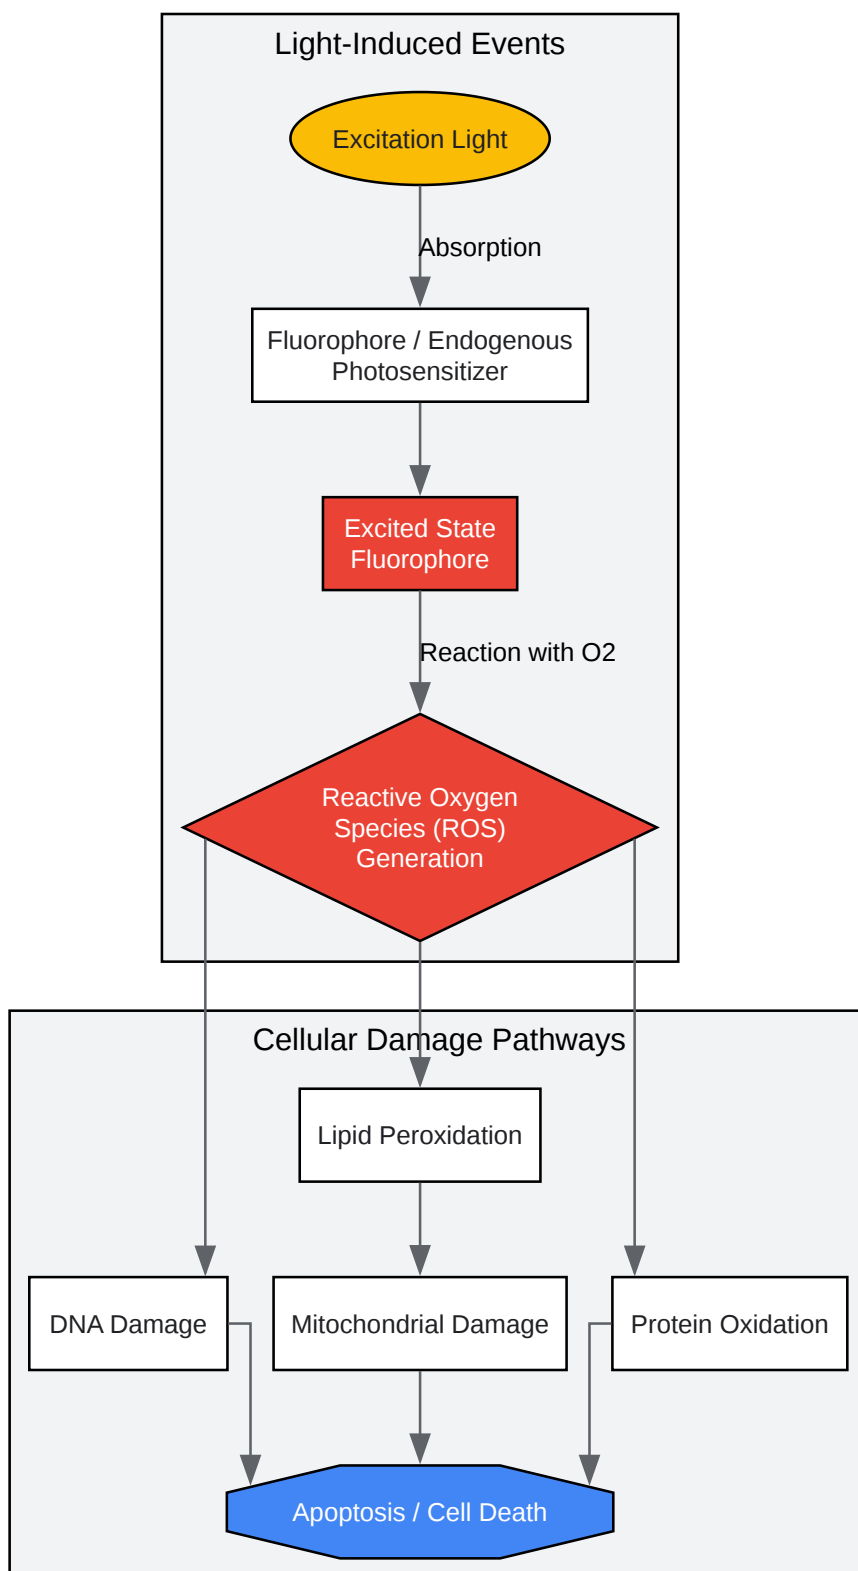 Light-Induced Events
Excitation Light
Absorption
Fluorophore / Endogenous
Photosensitizer
Excited State
Fluorophore
Reaction with O2
Reactive Oxygen
Species (ROS)
Generation
Cellular Damage Pathways
Lipid Peroxidation
DNA Damage
Mitochondrial Damage
Protein Oxidation
Apoptosis / Cell Death